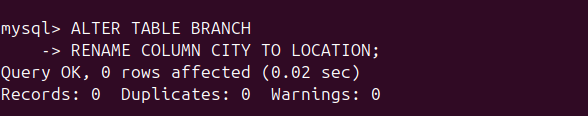 mysql> ALTER TABLE BRANCH
    -> RENAME COLUMN CITY TO LOCATION;
Query OK, 0 rows affected (0.02 sec)
Records: 0  Duplicates: 0  Warnings: 0